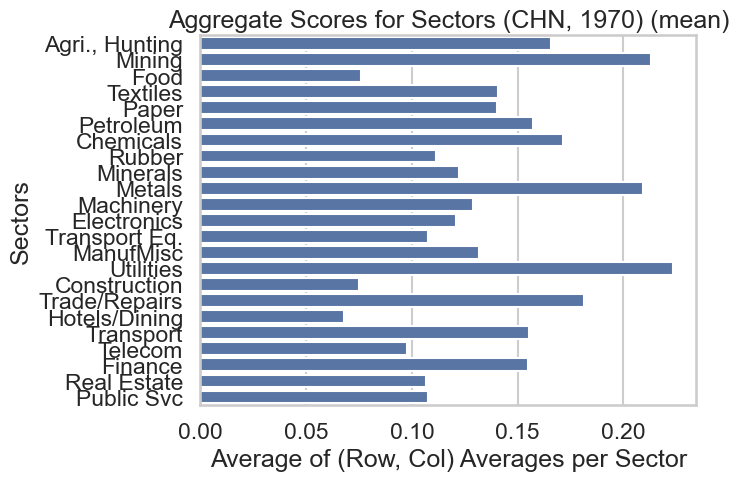 Aggregate Scores for Sectors (CHN, 1970) (mean)
Sectors
Agri., Hunting
Mining
Food
Textiles
Paper
Petroleum
Chemicals
Rubber
Minerals
Metals
Machinery
Electronics
Transport Eq.
ManufMisc
Utilities
Construction
Trade/Repairs
Hotels/Dining
Transport
Telecom
Finance
Real Estate
Public Svc
0.00 0.05 0.10 0.15 0.20
Average of (Row, Col) Averages per Sector